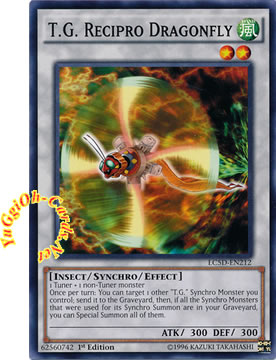 T.G. RECIPRO DRAGONFLY
風
YuGiOh-Cards.Net
LC5D-EN212
[INSECT/SYNCHRO/EFFECT]
1 Tuner + 1 non-Tuner monster
Once per turn: You can target 1 other "T.G." Synchro Monster you
control; send it to the Graveyard, then, if all the Synchro Monsters
that were used for its Synchro Summon are in your Graveyard,
you can Special Summon all of them.
ATK/ 300 DEF/ 300
62560742 1st Edition ©1996 KAZUKI TAKAHASHI